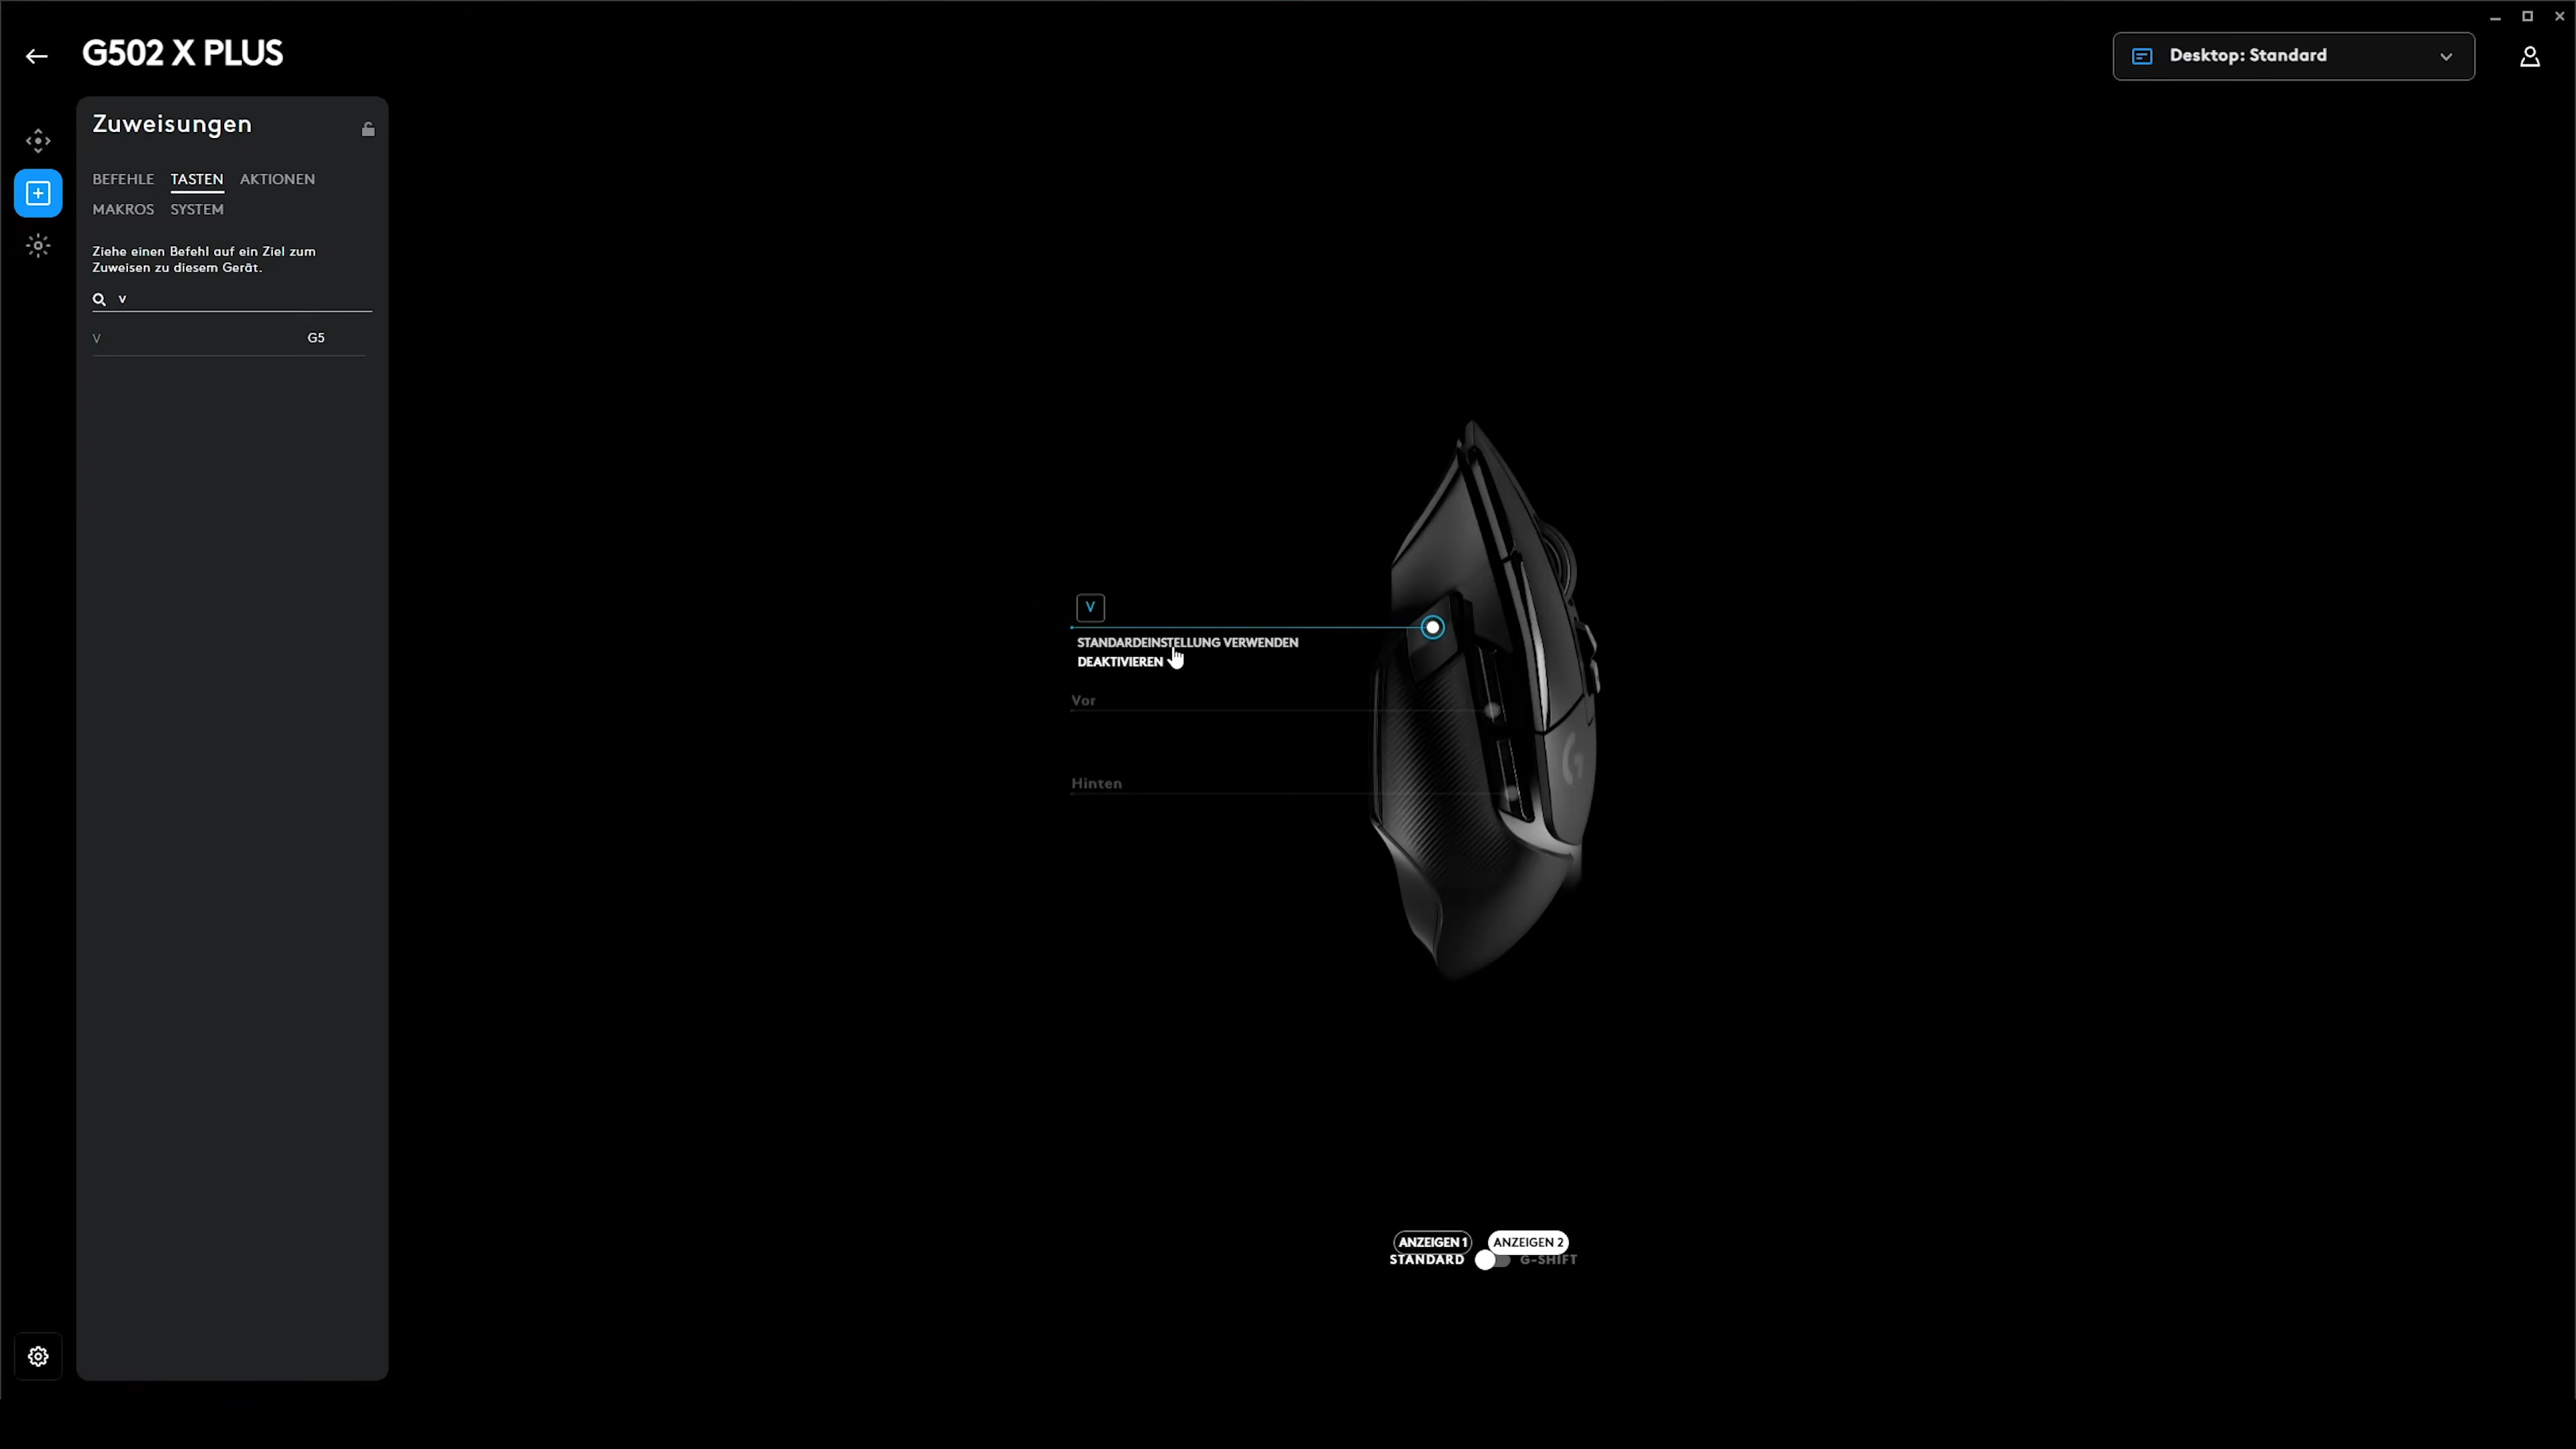 G502 X PLUS
Desktop: Standard
Zuweisungen
BEFEHLE TASTEN AKTIONEN
MAKROS SYSTEM
Ziehe einen Befehl auf ein Ziel zum
Zuweisen zu diesem Gerät.
v
V G5
V
STANDARDEINSTELLUNG VERWENDEN
DEAKTIVIEREN
Vor
Hinten
ANZEIGEN 1 ANZEIGEN 2
STANDARD G-SHIFT